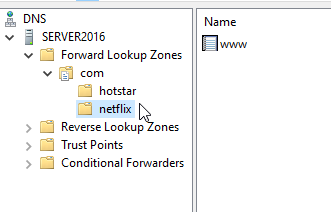 DNS
SERVER2016
Forward Lookup Zones
com
hotstar
netflix
Reverse Lookup Zones
Trust Points
Conditional Forwarders
Name
www